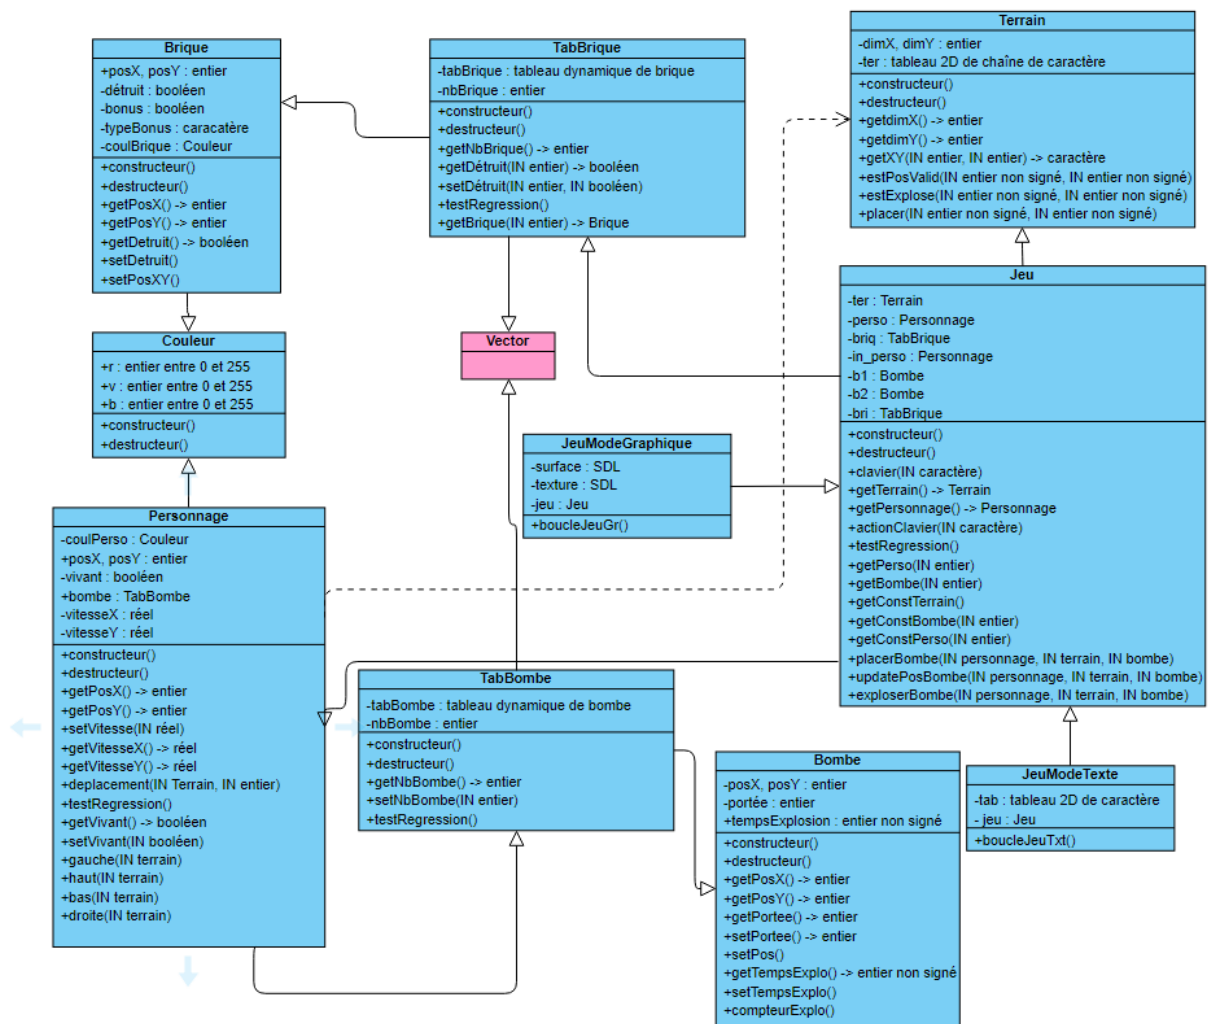 Brique
+posX, posY : entier
-détruit : booléen
-bonus : booléen
-typeBonus : caracatère
-coulBrique : Couleur
+constructeur()
+destructeur()
+getPosX() -> entier
+getPosY() -> entier
+getDetruit() -> booléen
+setDetruit()
+setPosXY()
TabBrique
-tabBrique : tableau dynamique de brique
-nbBrique : entier
+constructeur()
+destructeur()
+getNbBrique() -> entier
+getDétruit(IN entier) -> booléen
+setDétruit(IN entier, IN booléen)
+testRegression()
+getBrique(IN entier) -> Brique
Terrain
-dimX, dimY : entier
-ter : tableau 2D de chaîne de caractère
+constructeur()
+destructeur()
+getdimX() -> entier
+getdimY() -> entier
+getXY(IN entier, IN entier) -> caractère
+estPosValid(IN entier non signé, IN entier non signé)
+estExplose(IN entier non signé, IN entier non signé)
+placer(IN entier non signé, IN entier non signé)
Couleur
+r : entier entre 0 et 255
+v : entier entre 0 et 255
+b : entier entre 0 et 255
+constructeur()
+destructeur()
Vector
Jeu
-ter : Terrain
-perso : Personnage
-briq : TabBrique
-in_perso : Personnage
-b1 : Bombe
-b2 : Bombe
-bri : TabBrique
+constructeur()
+destructeur()
+clavier(IN caractère)
+getTerrain() -> Terrain
+getPersonnage() -> Personnage
+actionClavier(IN caractère)
+testRegression()
+getPerso(IN entier)
+getBombe(IN entier)
+getConstTerrain()
+getConstBombe(IN entier)
+getConstPerso(IN entier)
+placerBombe(IN personnage, IN terrain, IN bombe)
+updatePosBombe(IN personnage, IN terrain, IN bombe)
+exploserBombe(IN personnage, IN terrain, IN bombe)
JeuModeGraphique
-surface : SDL
-texture : SDL
-jeu : Jeu
+boucleJeuGr()
Personnage
-coulPerso : Couleur
+posX, posY : entier
-vivant : booléen
+bombe : TabBombe
-vitesseX : réel
-vitesseY : réel
+constructeur()
+destructeur()
+getPosX() -> entier
+getPosY() -> entier
+setVitesse(IN réel)
+getVitesseX() -> réel
+getVitesseY() -> réel
+deplacement(IN Terrain, IN entier)
+testRegression()
+getVivant() -> booléen
+setVivant(IN booléen)
+gauche(IN terrain)
+haut(IN terrain)
+bas(IN terrain)
+droite(IN terrain)
TabBombe
-tabBombe : tableau dynamique de bombe
-nbBombe : entier
+constructeur()
+destructeur()
+getNbBombe() -> entier
+setNbBombe(IN entier)
+testRegression()
Bombe
-posX, posY : entier
-portée : entier
+tempsExplosion : entier non signé
+constructeur()
+destructeur()
+getPosX() -> entier
+getPosY() -> entier
+getPortee() -> entier
+setPortee() -> entier
+setPos()
+getTempsExplo() -> entier non signé
+setTempsExplo()
+compteurExplo()
JeuModeTexte
-tab : tableau 2D de caractère
- jeu : Jeu
+boucleJeuTxt()